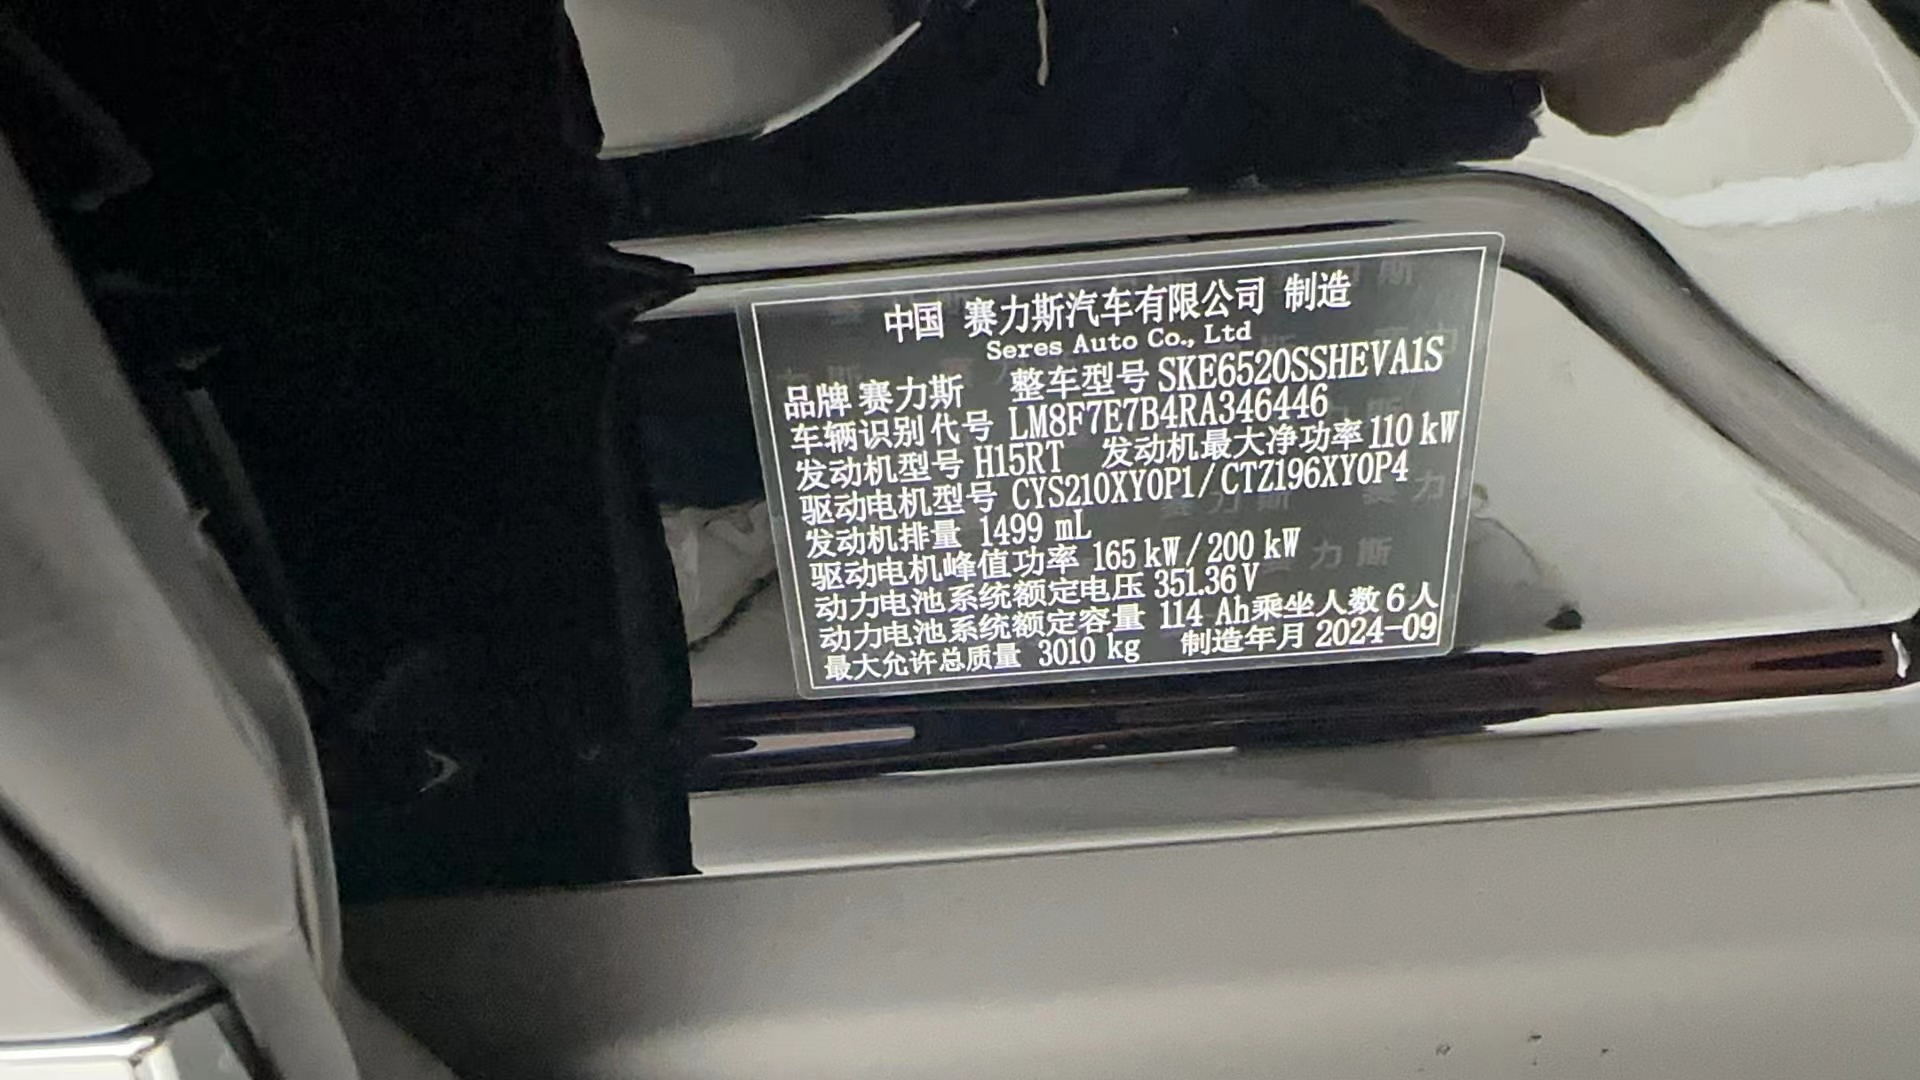 中国 赛力斯汽车有限公司 制造
Seres Auto Co., Ltd
品牌 赛力斯 整车型号 SKE6520SSHEVA1S
车辆识别代号 LM8F7E7B4RA346446
发动机型号 H15RT 发动机最大净功率 110 kW
驱动电机型号 CYS210XY0P1/CTZ196XY0P4
发动机排量 1499 mL
驱动电机峰值功率 165 kW/200 kW
动力电池系统额定电压 351.36V
动力电池系统额定容量 114 Ah 乘坐人数 6人
最大允许总质量 3010 kg 制造年月 2024-09